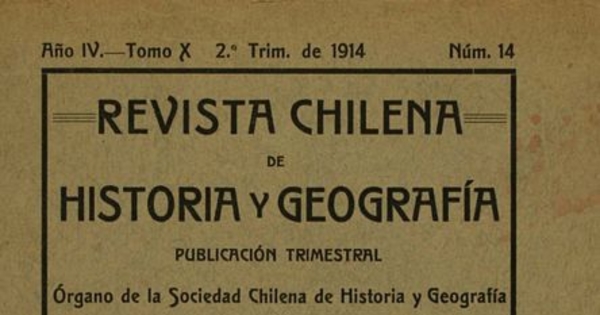 Año IV.—Tomo X 2.º Trim. de 1914 Núm. 14
REVISTA CHILENA
DE
HISTORIA Y GEOGRAFÍA
PUBLICACIÓN TRIMESTRAL
Órgano de la Sociedad Chilena de Historia y Geografía